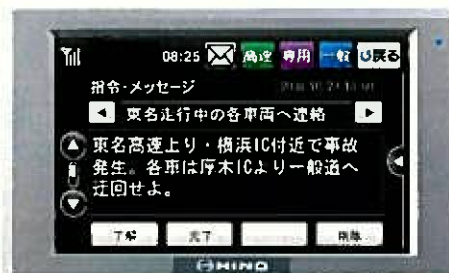 08:25 高速 専用 一般 戻る
指令・メッセージ
東名走行中の各車両へ連絡
東名高速上り・横浜IC付近で事故
発生。各車は厚木ICより一般道へ
迂回せよ。
了解 完了 削除
HINO